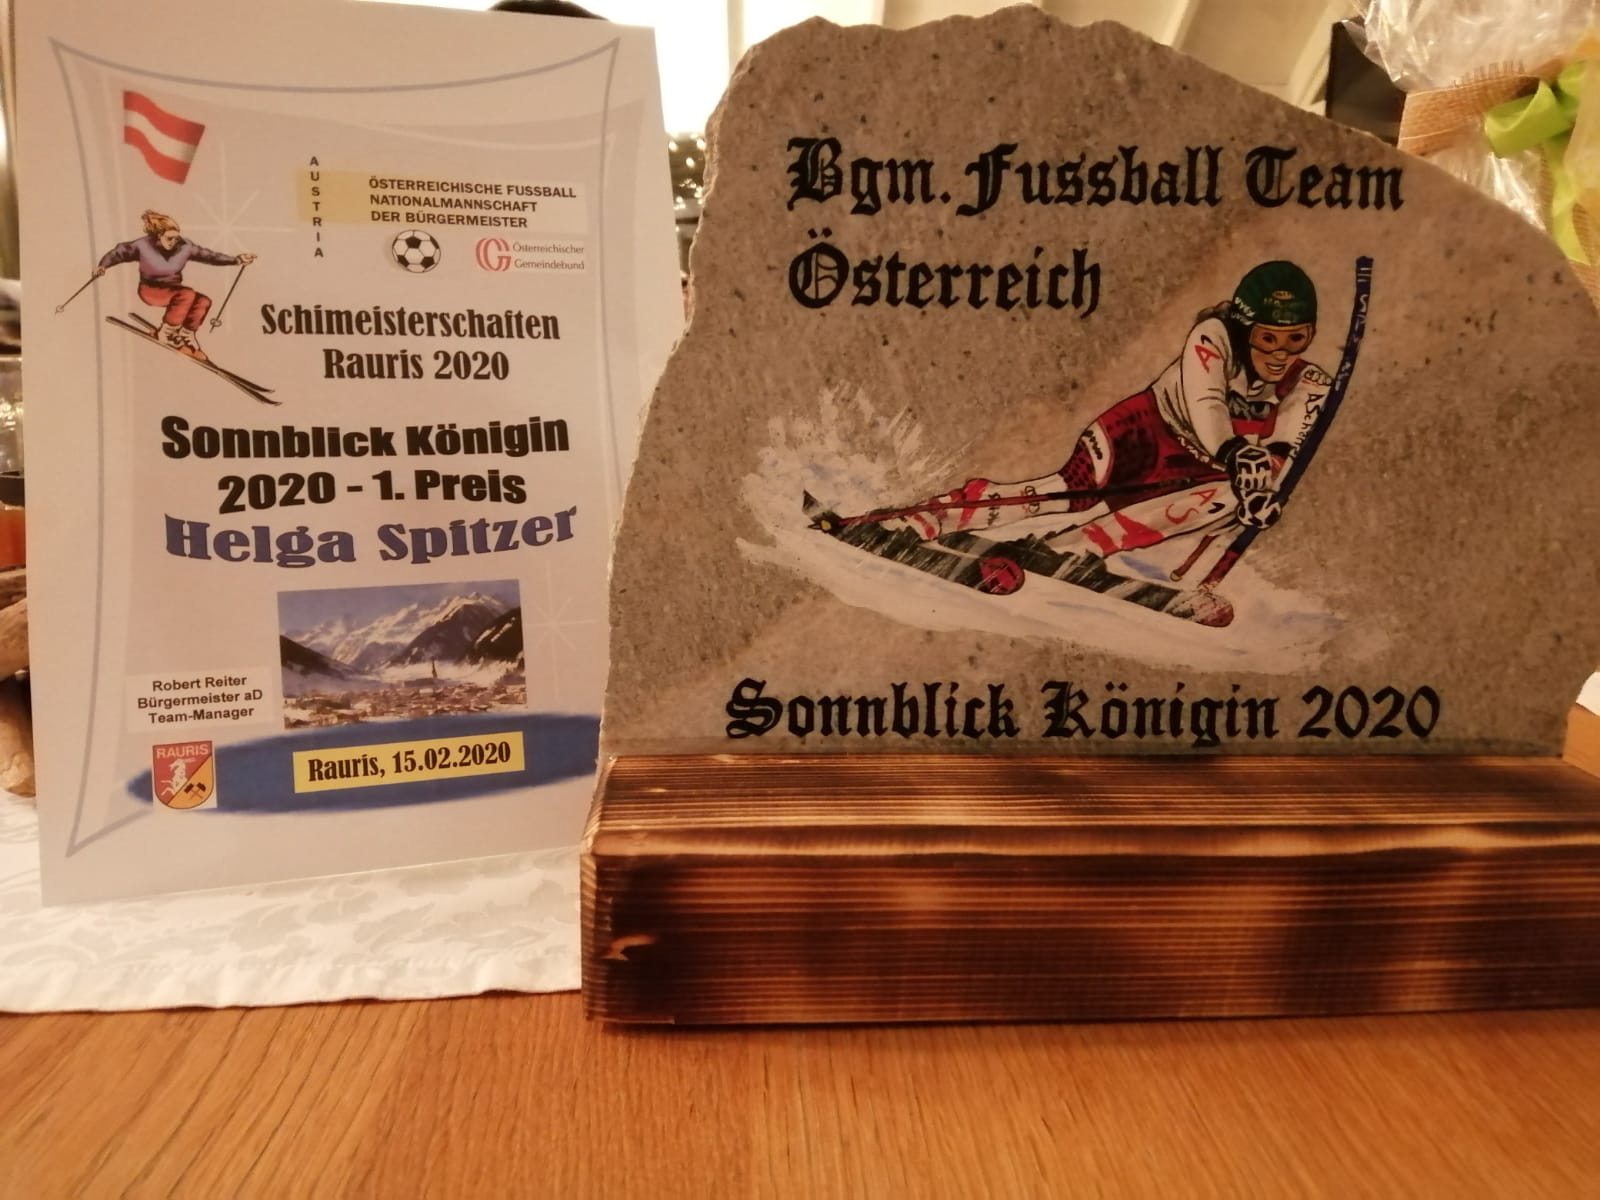 AUSTRIA
ÖSTERREICHISCHE FUSSBALL
NATIONALMANNSCHAFT
DER BÜRGERMEISTER
Österreichischer
Gemeindebund
Schimeisterschaften
Rauris 2020
Sonnblick Königin
2020 - 1. Preis
Helga Spitzer
Robert Reiter
Bürgermeister aD
Team-Manager
RAURIS
Rauris, 15.02.2020
Bgm. Fussball Team
Österreich
Sonnblick Königin 2020